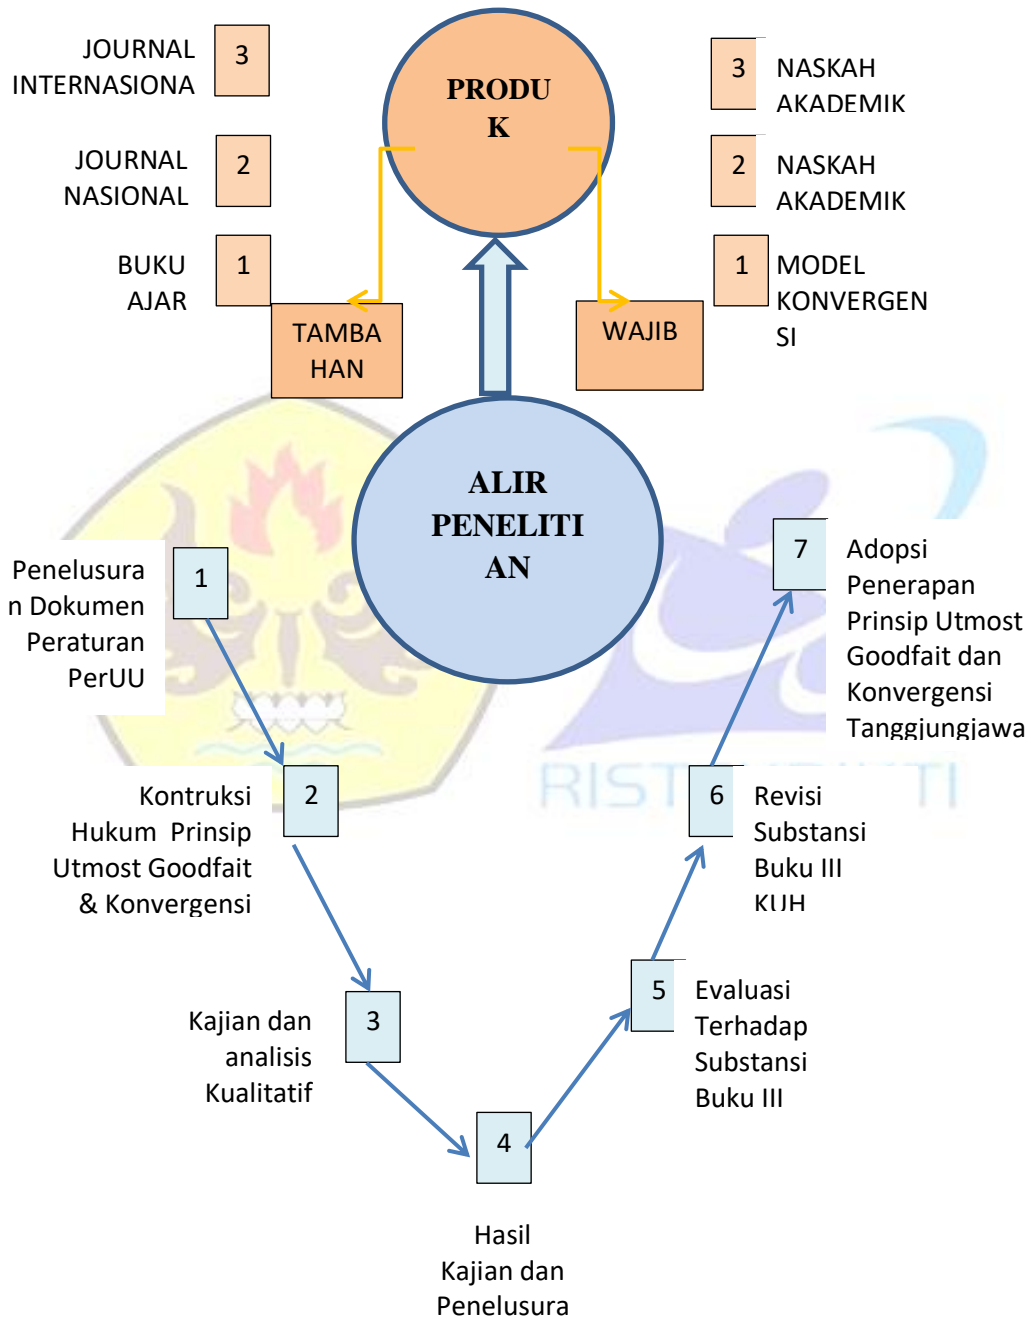 JOURNAL
INTERNASIONA
3
PRODU
K
3
NASKAH
AKADEMIK
JOURNAL
NASIONAL
2
2
NASKAH
AKADEMIK
BUKU
AJAR
1
1
MODEL
KONVERGEN
SI
TAMBA
HAN
WAJIB
ALIR
PENELITI
AN
Penelusura
n Dokumen
Peraturan
PerUU
1
7
Adopsi
Penerapan
Prinsip Utmost
Goodfait dan
Konvergensi
Tanggjungjawa
Kontruksi
Hukum Prinsip
Utmost Goodfait
& Konvergensi
2
RIST
TI
6
Revisi
Substansi
Buku III
KUH
Kajian dan
analisis
Kualitatif
3
5
Evaluasi
Terhadap
Substansi
Buku III
4
Hasil
Kajian dan
Penelusura